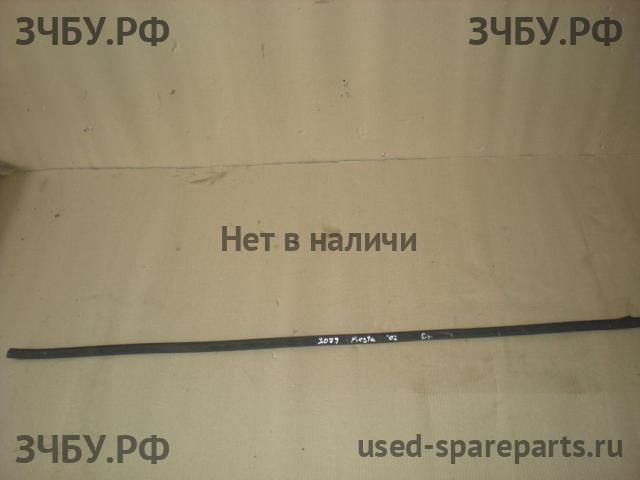 ЗЧБУ.РФ ЗЧБУ.РФ
Нет в наличи
3079 Fiesta '02
ЗЧБУ.РФ used-spareparts.ru